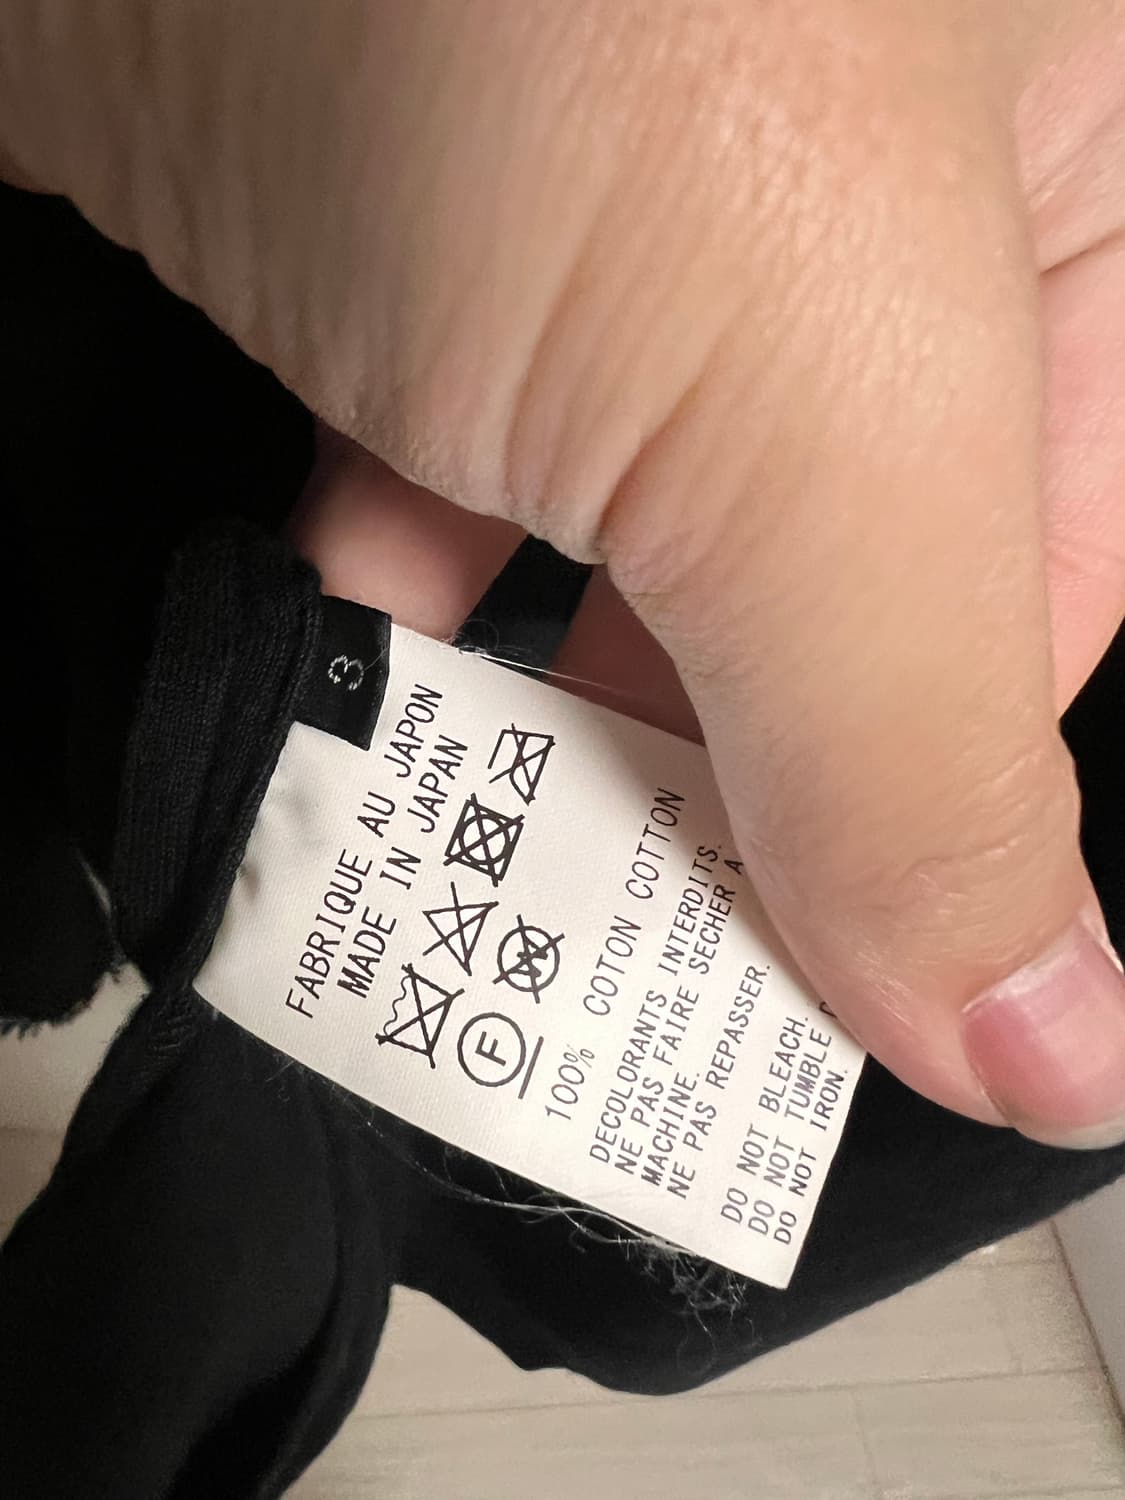 3
FABRIQUE AU JAPON
MADE IN JAPAN
F
W
100% COTON COTTON
DECOLORANTS INTERDITS.
NE PAS FAIRE SECHER A
MACHINE.
NE PAS REPASSER.
DO NOT BLEACH.
DO NOT TUMBLE
DO NOT IRON.